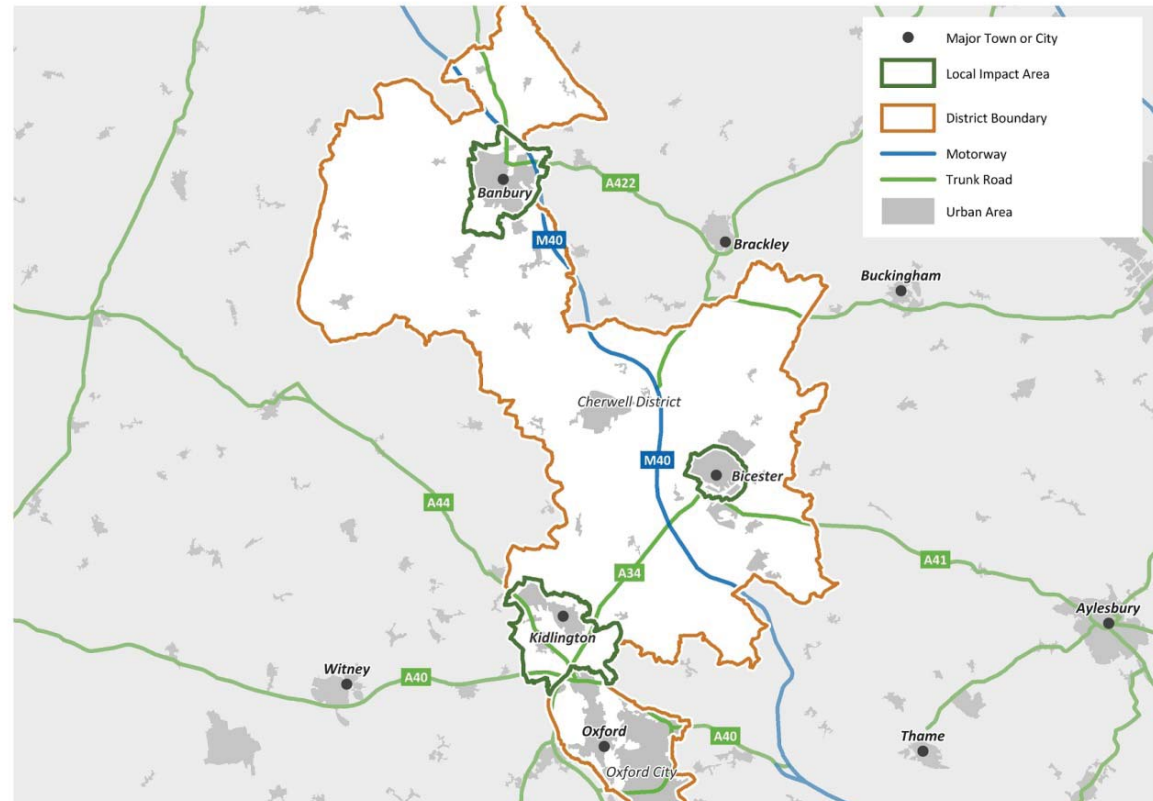 Major Town or City
Local Impact Area
District Boundary
Motorway
Trunk Road
Urban Area
Banbury
A422
M40
Brackley
Buckingham
Cherwell District
M40
Bicester
A44
A34
A41
Kidlington
Aylesbury
Witney
A40
Oxford
A40
Thame
Oxford City